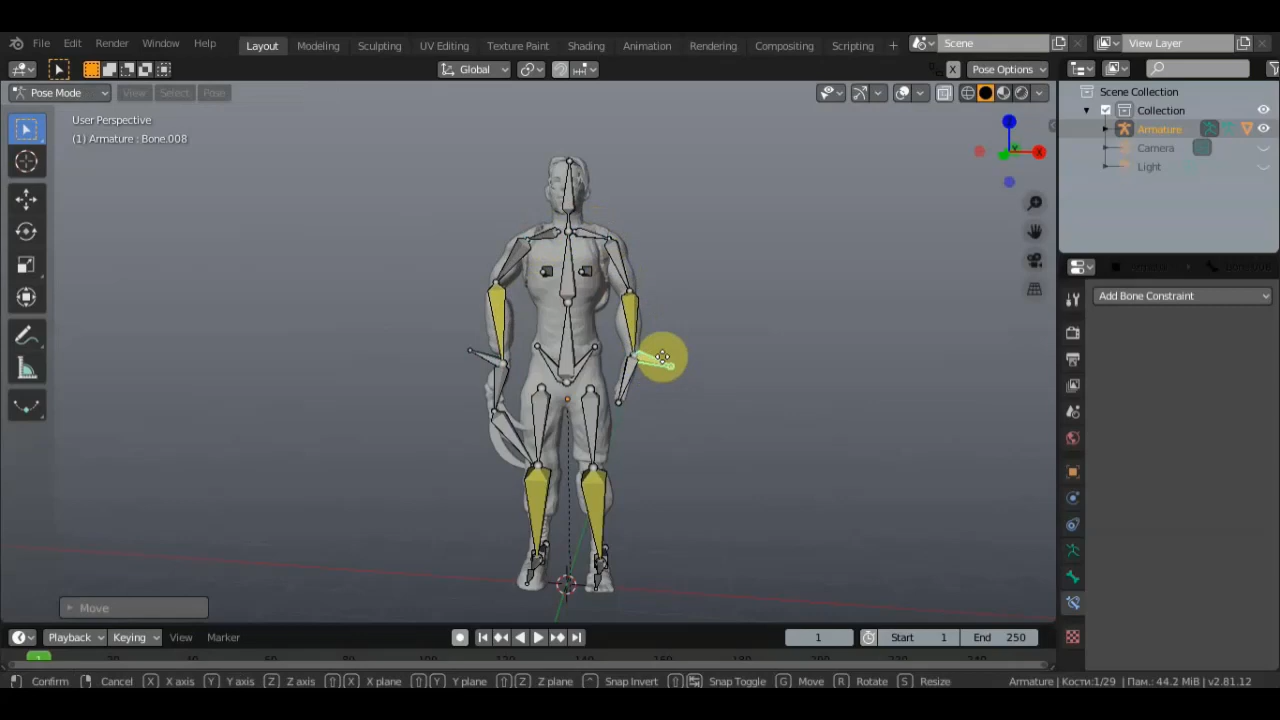 File Edit Render Window Help Layout Modeling Sculpting UV Editing Texture Paint Shading Animation Rendering Compositing Scripting + Scene View Layer
Global X Pose Options
Pose Mode View Select Pose
User Perspective
(1) Armature : Bone.008
X
Scene Collection
Collection
Armature
Camera
Light
Add Bone Constraint
Move
Playback Keying View Marker 1 Start 1 End 250
1
Confirm Cancel X X axis Y Y axis Z Z axis X X plane Y Y plane Z Z plane Snap Invert Snap Toggle G Move R Rotate S Resize Armature | Кости:1/29 | Пам.: 44.2 MiB | v2.81.12